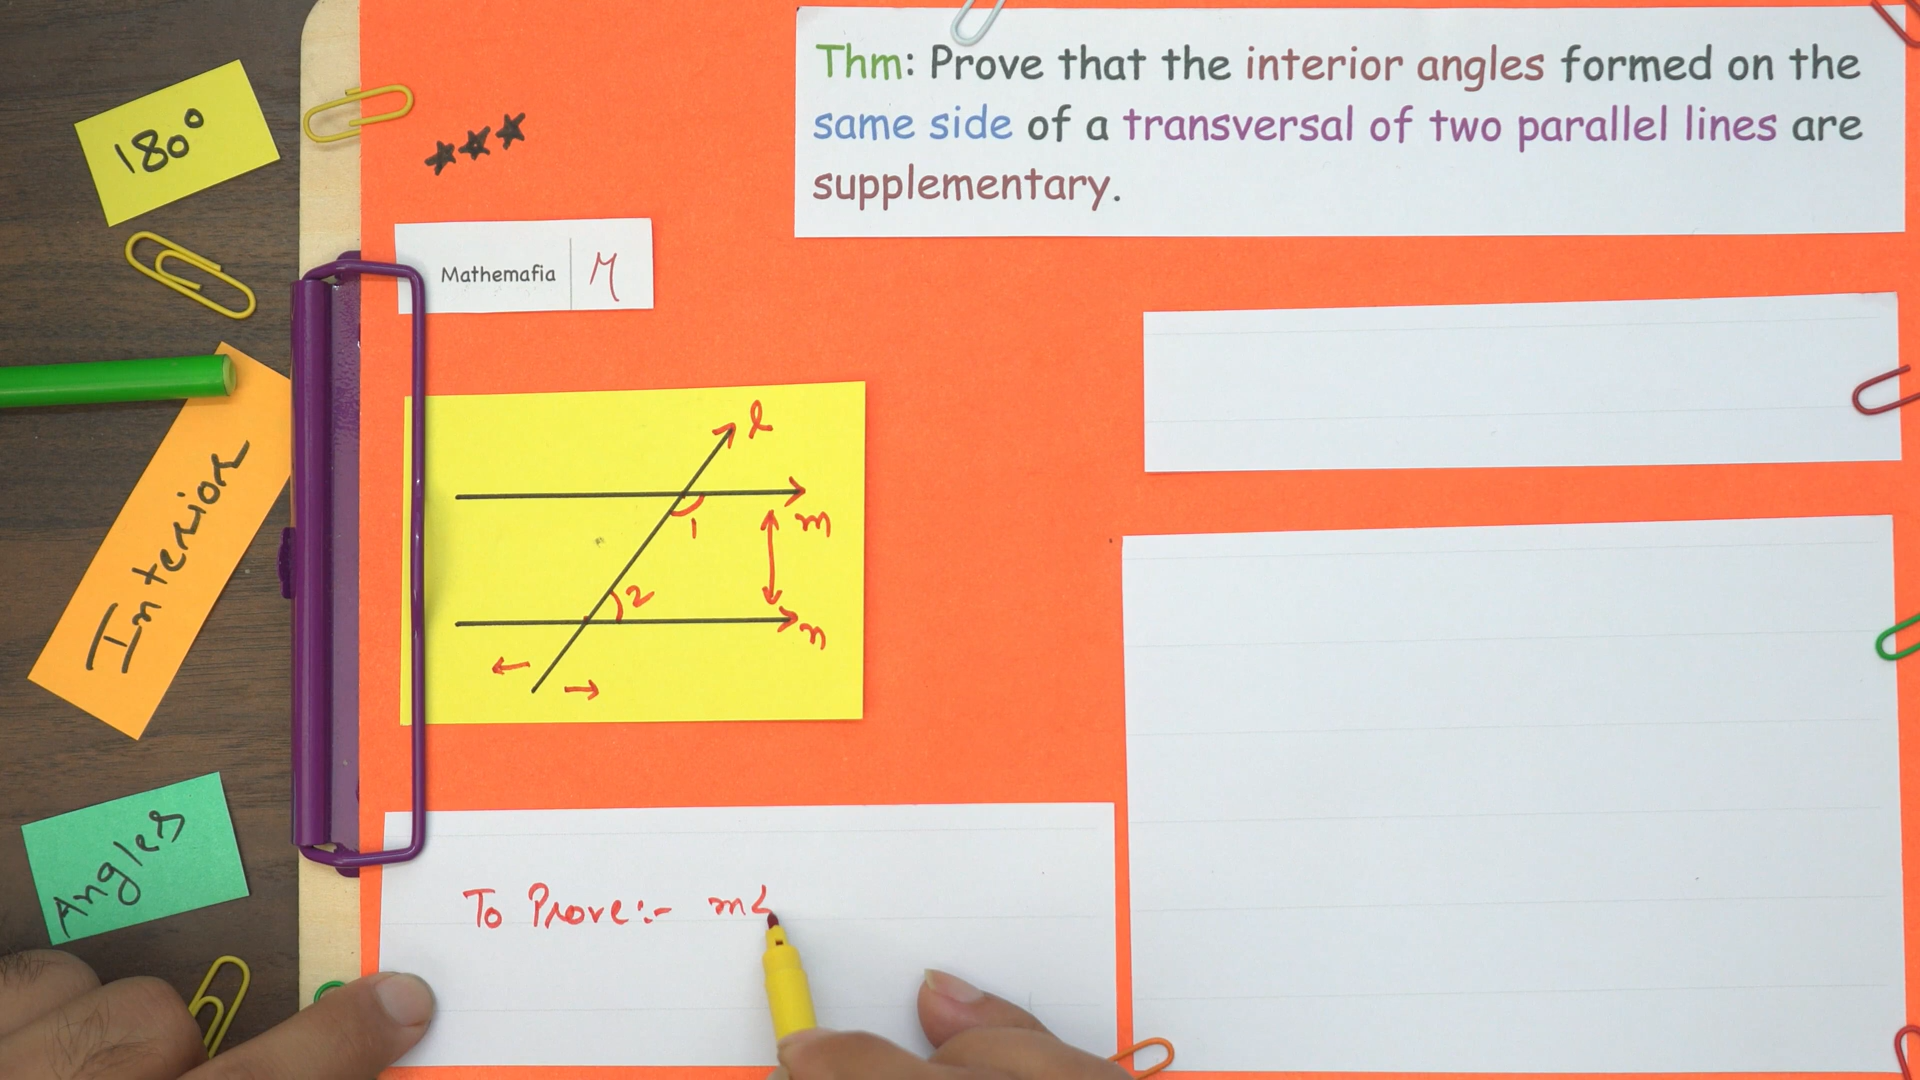 180°
Thm: Prove that the interior angles formed on the
same side of a transversal of two parallel lines are
supplementary.
Mathemafia M
Interior
l
1
m
2
n
Angles
To Prove:- m∠